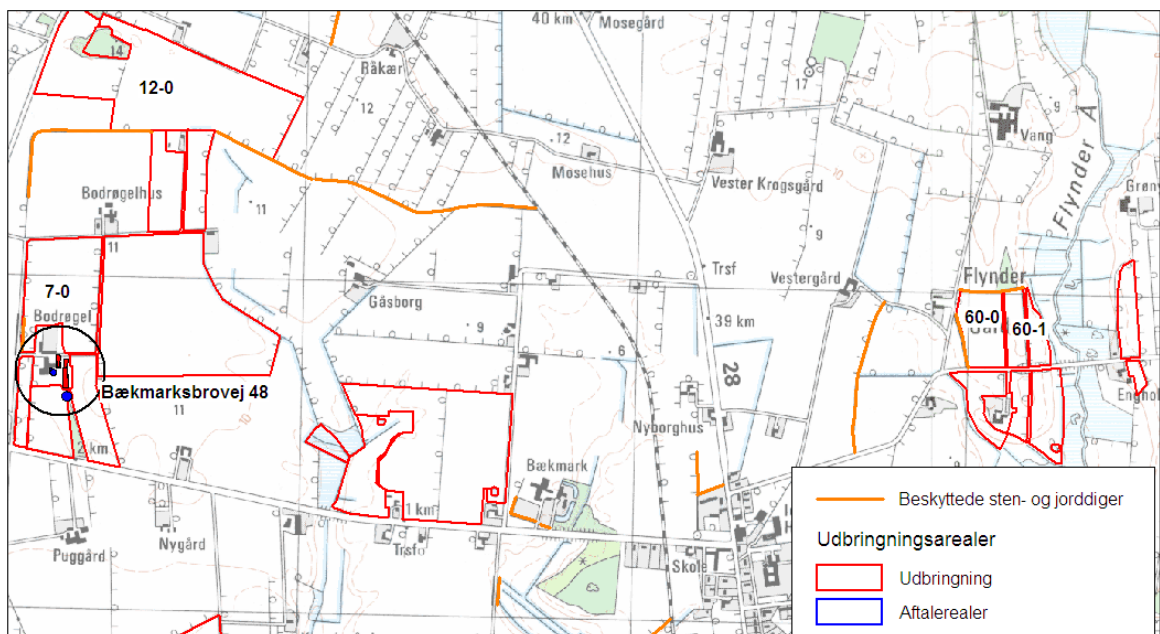 40 km
Mosegård
14
Råkær
17
12-0
12
9
Vang
12
Mosehus
Flynder Å
Bodrøgelhus
Vester Krogsgård
11
11
9
Trsf
Vestergård
Flynder
7-0
Gåsborg
60-0
60-1
Bodrøgel
9
39 km
6
28
Bækmarksbrovej 48
11
Nyborghus
2 km
Bækmark
1 km
Puggård
Nygård
Trsfo
Skole
Beskyttede sten- og jorddiger
Udbringningsarealer
Udbringning
Aftalerealer